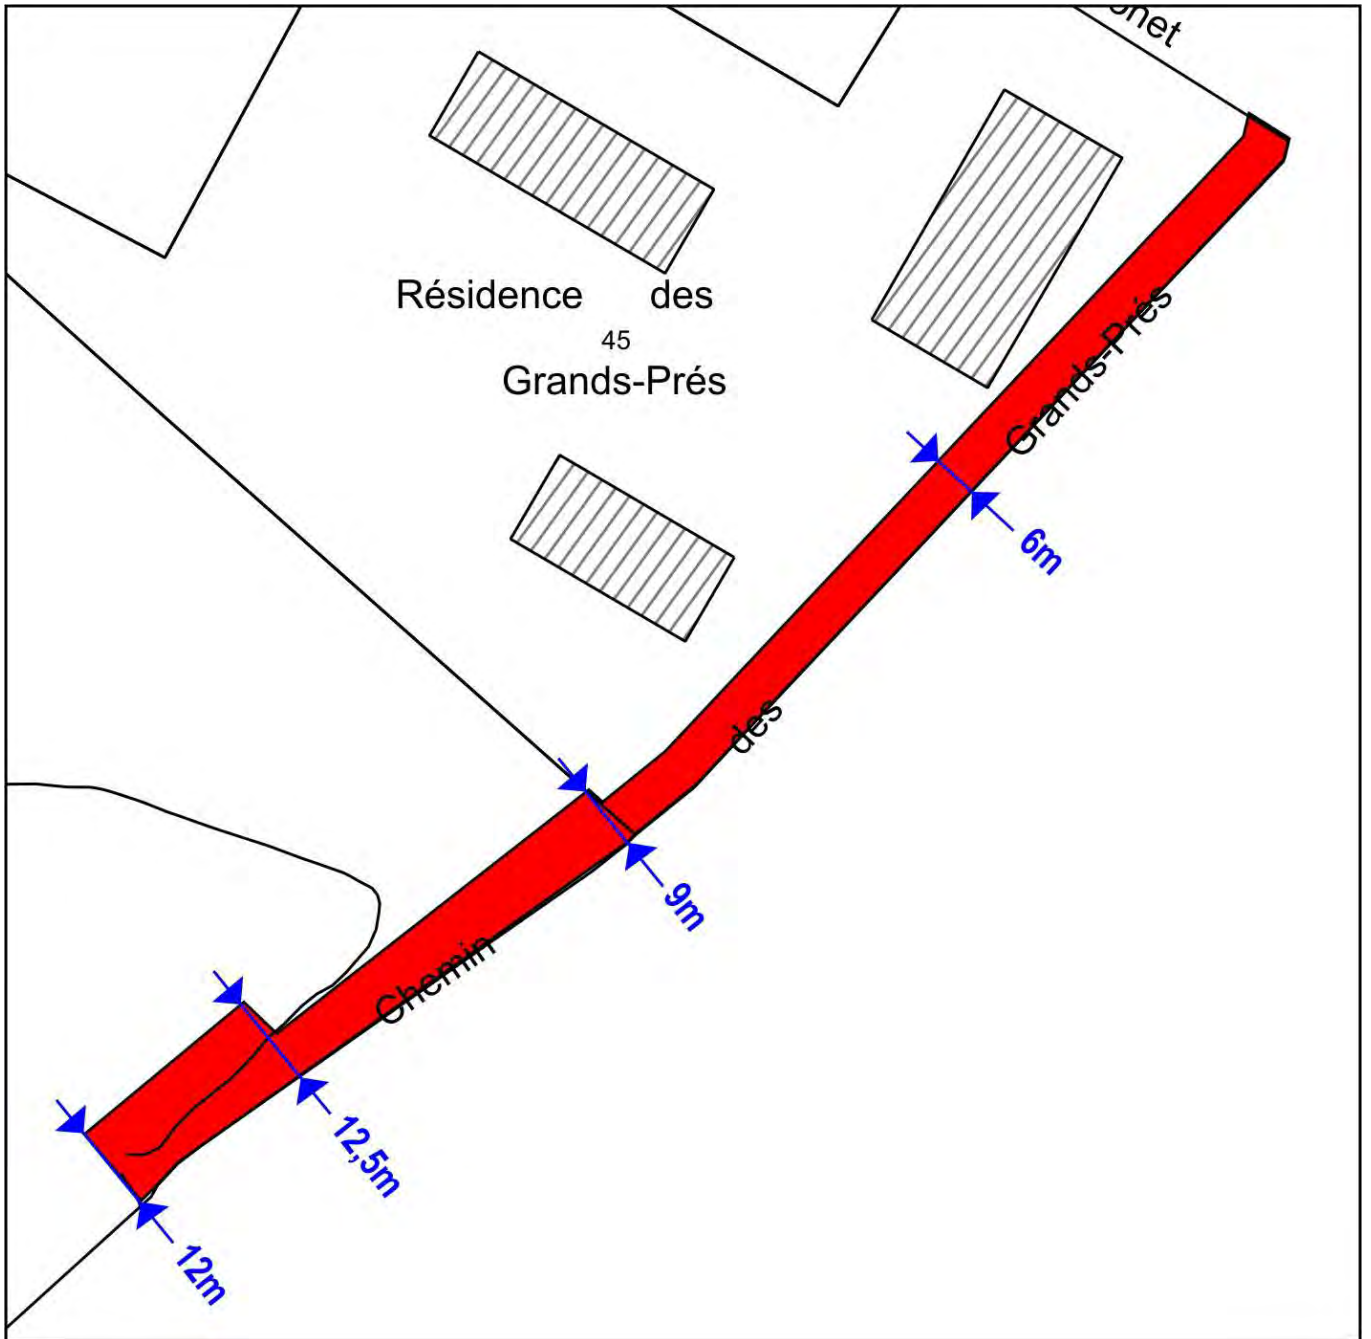 Résidence des
45
Grands-Prés
Chemin des Grands-Prés
6m
9m
12,5m
12m